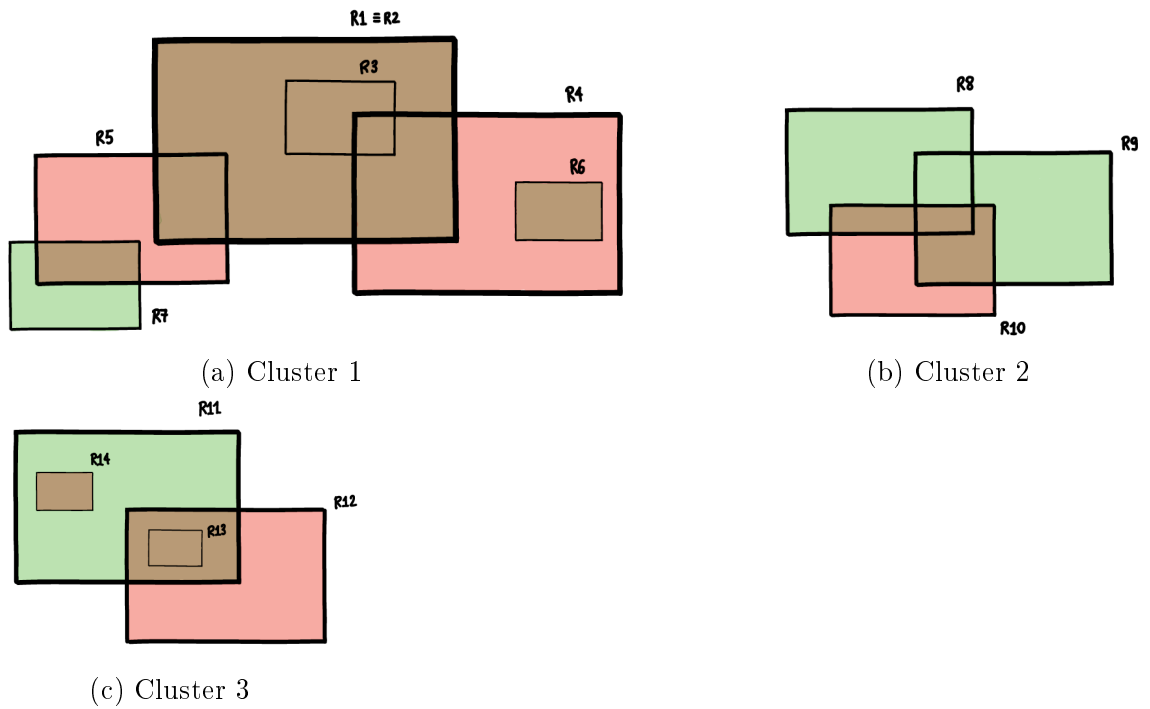 R1 ≡ R2
R3
R4
R5
R6
R7
R8
R9
R10
(a) Cluster 1
(b) Cluster 2
R11
R14
R12
R13
(c) Cluster 3